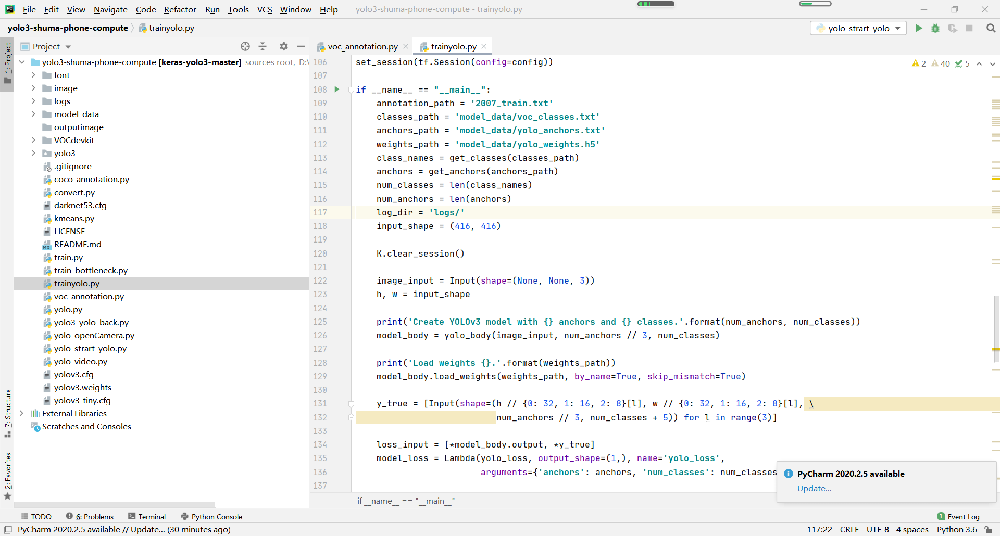 File Edit View Navigate Code Refactor Run Tools VCS Window Help yolo3-shuma-phone-compute - trainyolo.py
yolo3-shuma-phone-compute trainyolo.py yolo_strart_yolo
Project voc_annotation.py trainyolo.py
1: Project
7: Structure
2: Favorites
yolo3-shuma-phone-compute [keras-yolo3-master] sources root, D:\
font
image
logs
model_data
outputimage
VOCdevkit
yolo3
.gitignore
coco_annotation.py
convert.py
darknet53.cfg
kmeans.py
LICENSE
README.md
train.py
train_bottleneck.py
trainyolo.py
voc_annotation.py
yolo.py
yolo3_yolo_back.py
yolo_openCamera.py
yolo_strart_yolo.py
yolo_video.py
yolov3.cfg
yolov3.weights
yolov3-tiny.cfg
External Libraries
Scratches and Consoles
2 40 5
106 set_session(tf.Session(config=config))
107
108 if __name__ == "__main__":
109 annotation_path = '2007_train.txt'
110 classes_path = 'model_data/voc_classes.txt'
111 anchors_path = 'model_data/yolo_anchors.txt'
112 weights_path = 'model_data/yolo_weights.h5'
113 class_names = get_classes(classes_path)
114 anchors = get_anchors(anchors_path)
115 num_classes = len(class_names)
116 num_anchors = len(anchors)
117 log_dir = 'logs/'
118 input_shape = (416, 416)
119
120 K.clear_session()
121
122 image_input = Input(shape=(None, None, 3))
123 h, w = input_shape
124
125 print('Create YOLOv3 model with {} anchors and {} classes.'.format(num_anchors, num_classes))
126 model_body = yolo_body(image_input, num_anchors // 3, num_classes)
127
128 print('Load weights {}.'.format(weights_path))
129 model_body.load_weights(weights_path, by_name=True, skip_mismatch=True)
130
131 y_true = [Input(shape=(h // {0: 32, 1: 16, 2: 8}[l], w // {0: 32, 1: 16, 2: 8}[l], \
132 num_anchors // 3, num_classes + 5)) for l in range(3)]
133
134 loss_input = [*model_body.output, *y_true]
135 model_loss = Lambda(yolo_loss, output_shape=(1,), name='yolo_loss',
136 arguments={'anchors': anchors, 'num_classes': num_classes
137
PyCharm 2020.2.5 available
Update...
if __name__ == "__main__"
TODO 6: Problems Terminal Python Console 1 Event Log
PyCharm 2020.2.5 available // Update... (30 minutes ago) 117:22 CRLF UTF-8 4 spaces Python 3.6